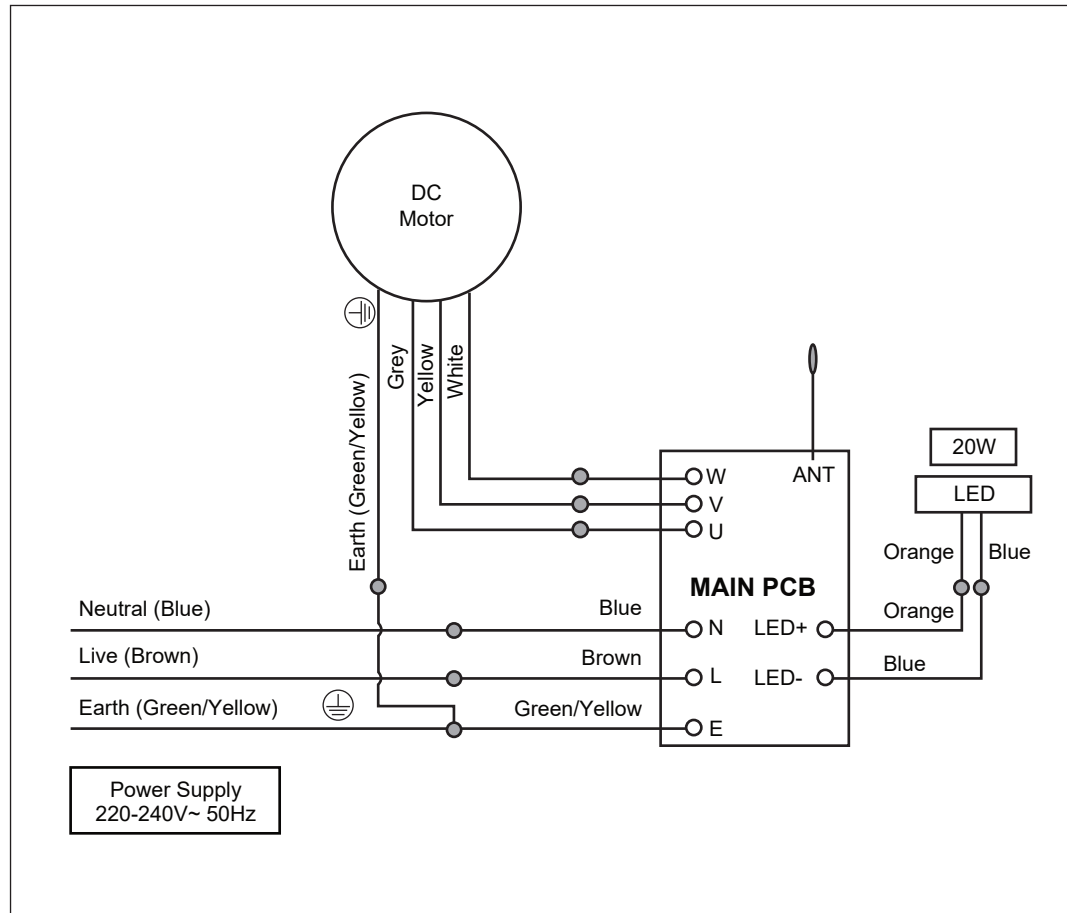 DC
Motor
Earth (Green/Yellow)
Grey
Yellow
White
W
V
U
ANT
20W
LED
Orange
Blue
MAIN PCB
Neutral (Blue)
Blue
N
LED+
Orange
Live (Brown)
Brown
L
LED-
Blue
Earth (Green/Yellow)
Green/Yellow
E
Power Supply
220-240V~ 50Hz